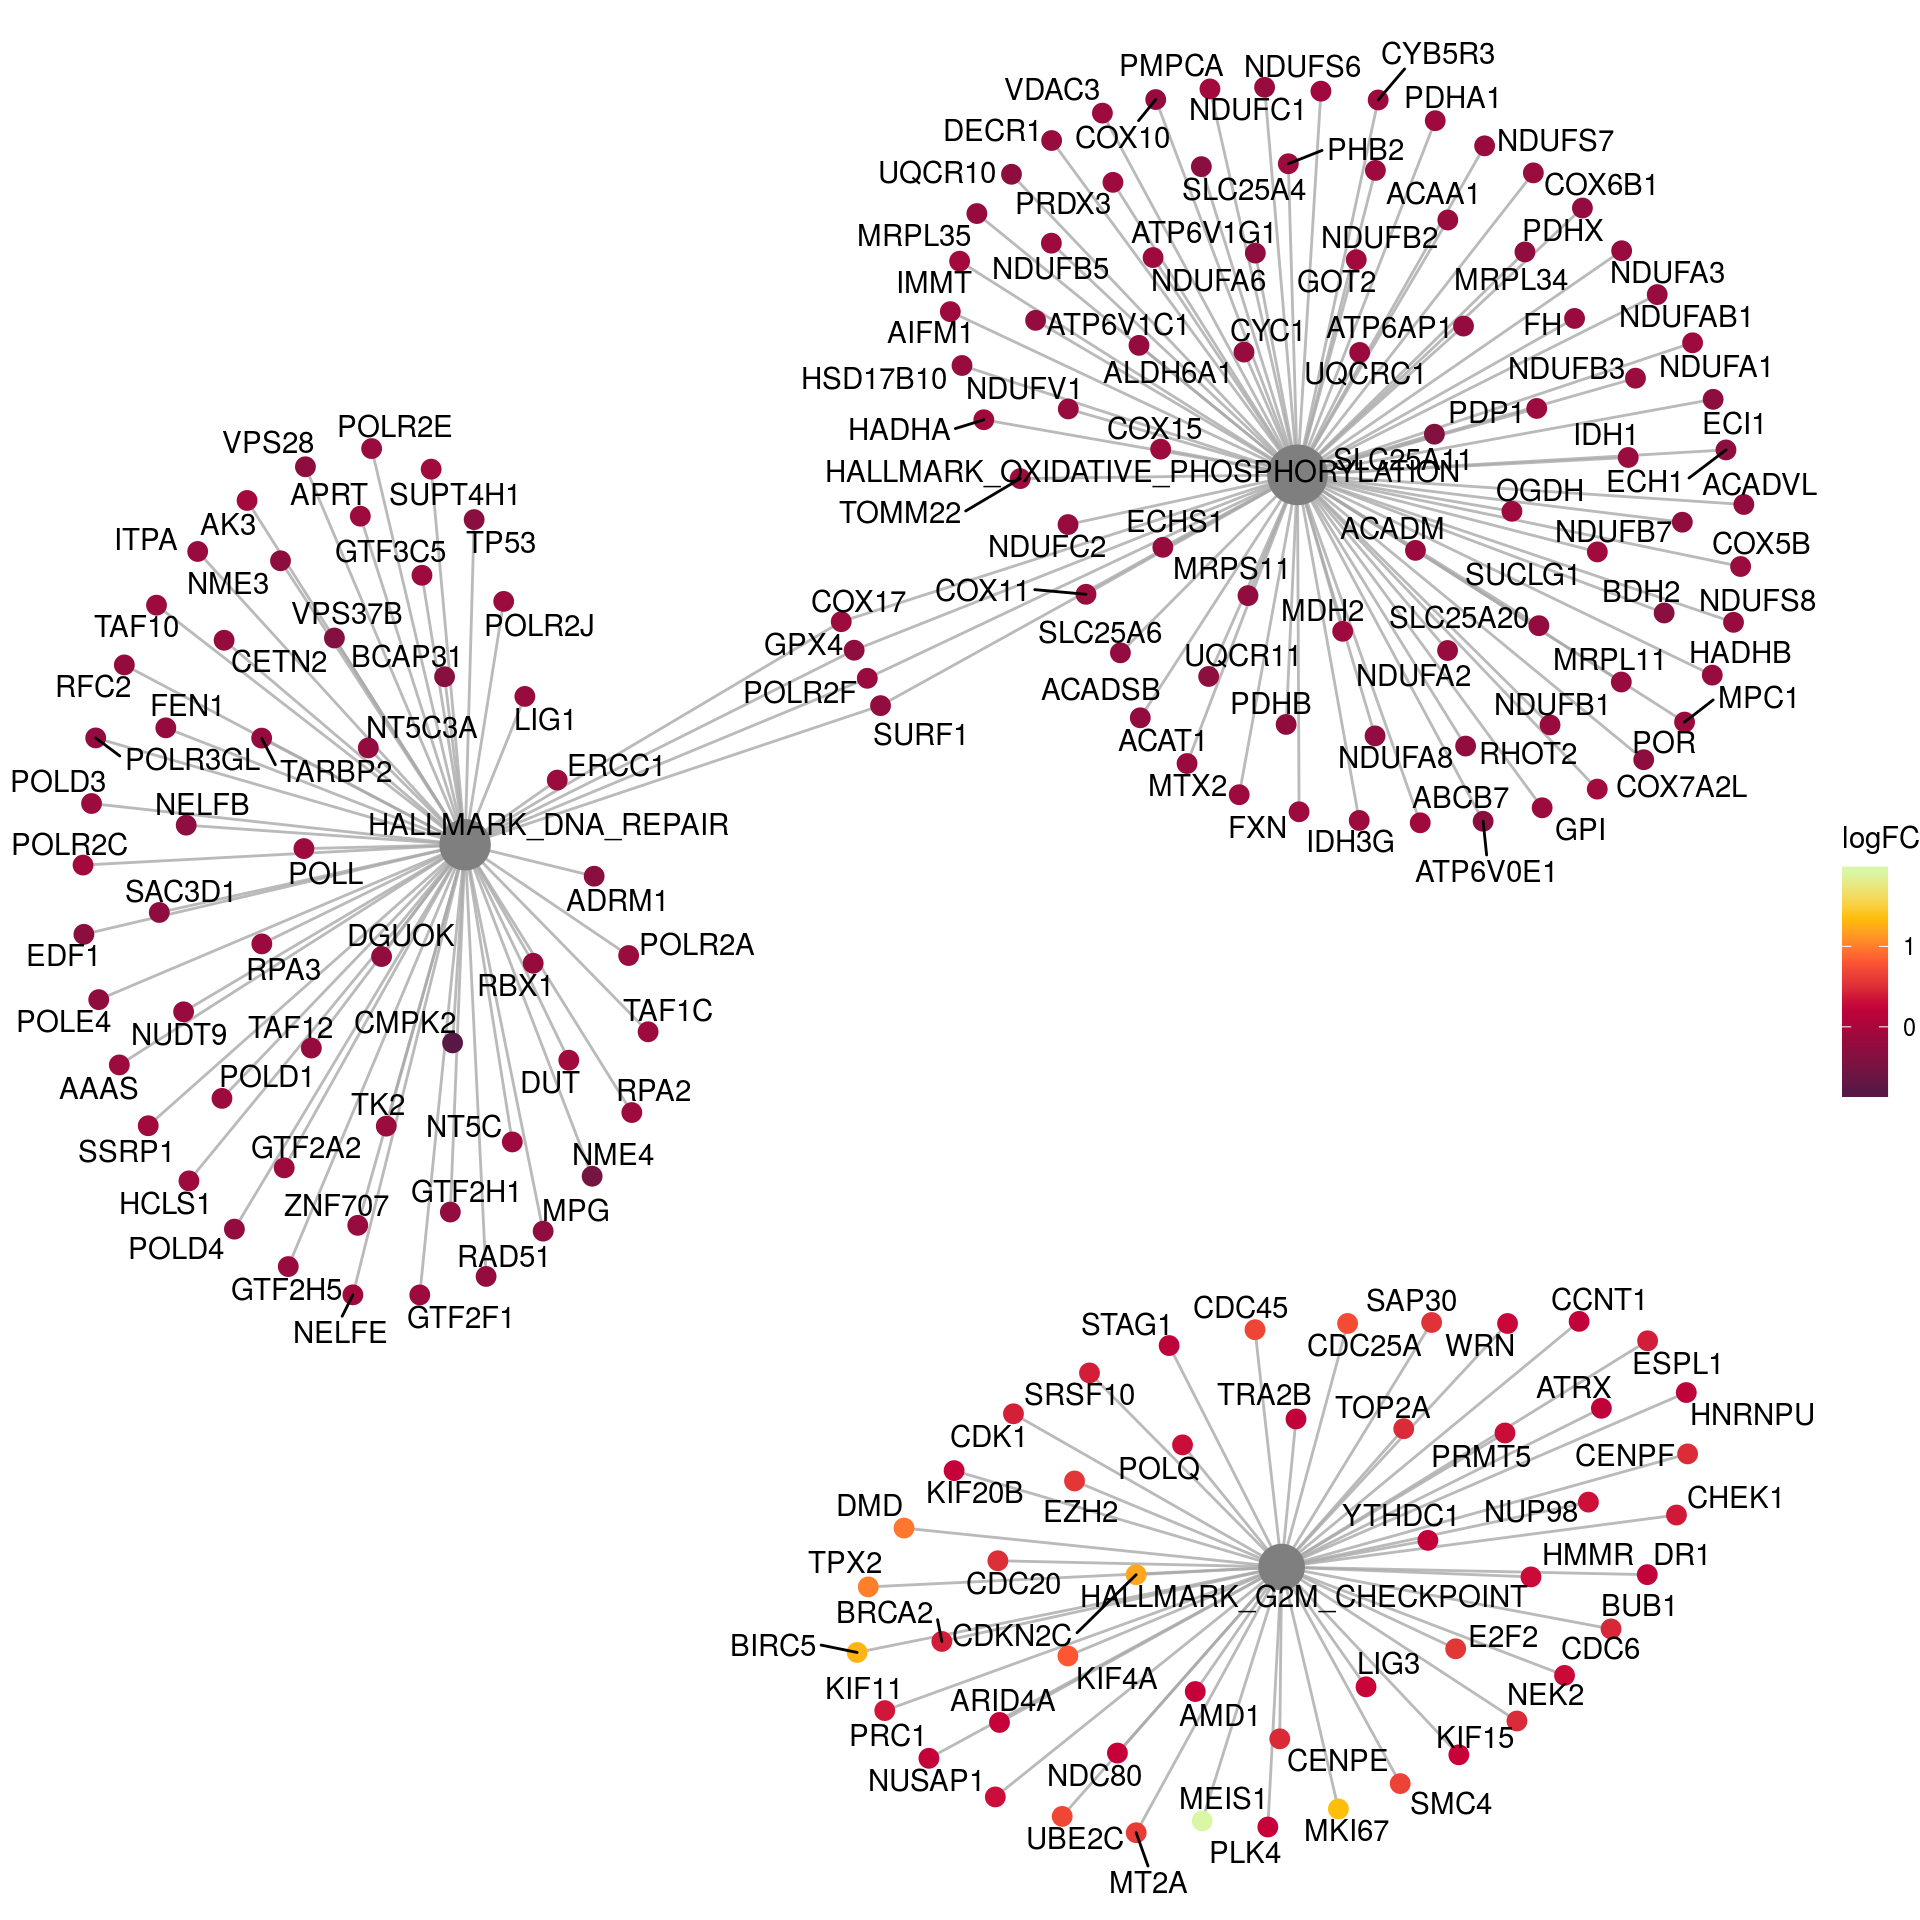 CYB5R3
PMPCA
NDUFS6
VDAC3
PDHA1
NDUFC1
DECR1
COX10
NDUFS7
PHB2
UQCR10
SLC25A4
COX6B1
ACAA1
PRDX3
MRPL35
ATP6V1G1
NDUFB2
PDHX
NDUFB5
NDUFA6
GOT2
MRPL34
NDUFA3
IMMT
AIFM1
ATP6V1C1
CYC1
ATP6AP1
FH
NDUFAB1
HSD17B10
NDUFV1
ALDH6A1
UQCRC1
NDUFB3
NDUFA1
HADHA
COX15
PDP1
IDH1
ECI1
HALLMARK_OXIDATIVE_PHOSPHORYLATION
SLC25A11
ECH1
ACADVL
TOMM22
OGDH
ECHS1
ACADM
NDUFB7
COX5B
NDUFC2
MRPS11
SUCLG1
COX11
BDH2
NDUFS8
COX17
MDH2
SLC25A20
GPX4
SLC25A6
UQCR11
NDUFA2
MRPL11
HADHB
POLR2F
ACADSB
PDHB
NDUFB1
MPC1
SURF1
ACAT1
NDUFA8
RHOT2
POR
MTX2
ABCB7
COX7A2L
FXN
IDH3G
GPI
ATP6V0E1
POLR2E
VPS28
APRT
SUPT4H1
AK3
ITPA
GTF3C5
TP53
NME3
TAF10
VPS37B
POLR2J
CETN2
BCAP31
RFC2
FEN1
NT5C3A
LIG1
POLR3GL
TARBP2
ERCC1
POLD3
NELFB
HALLMARK_DNA_REPAIR
POLR2C
POLL
SAC3D1
ADRM1
EDF1
RPA3
DGUOK
POLR2A
RBX1
POLE4
NUDT9
TAF12
CMPK2
TAF1C
AAAS
POLD1
DUT
RPA2
TK2
NT5C
SSRP1
GTF2A2
NME4
HCLS1
ZNF707
GTF2H1
MPG
POLD4
RAD51
GTF2H5
NELFE
GTF2F1
logFC
1
0
CDC45
SAP30
CCNT1
STAG1
CDC25A
WRN
ESPL1
SRSF10
TRA2B
TOP2A
ATRX
HNRNPU
CDK1
POLQ
PRMT5
CENPF
KIF20B
EZH2
YTHDC1
NUP98
CHEK1
DMD
TPX2
CDC20
HMMR
DR1
HALLMARK_G2M_CHECKPOINT
BUB1
BRCA2
CDKN2C
BIRC5
E2F2
CDC6
KIF4A
LIG3
KIF11
ARID4A
AMD1
NEK2
PRC1
KIF15
CENPE
NUSAP1
NDC80
MEIS1
SMC4
UBE2C
PLK4
MKI67
MT2A